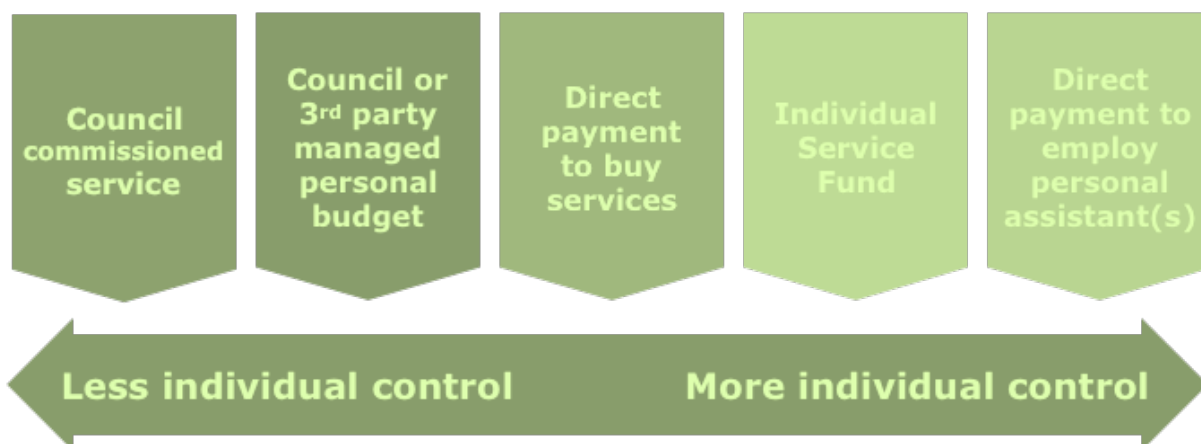 Council
commissioned
service
Council or
3rd party
managed
personal
budget
Direct
payment
to buy
services
Individual
Service
Fund
Direct
payment to
employ
personal
assistant(s)
Less individual control
More individual control